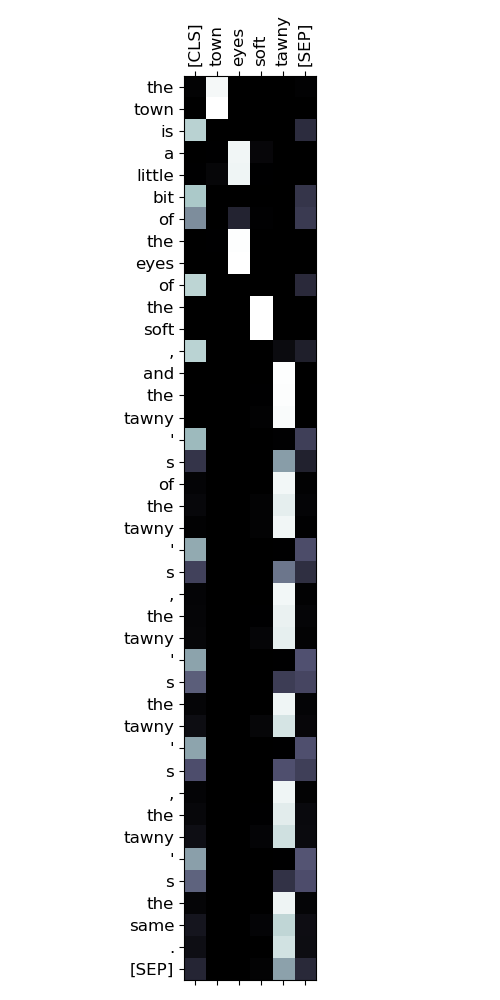 [CLS]
town
eyes
soft
tawny
[SEP]
the
town
is
a
little
bit
of
the
eyes
of
the
soft
,
and
the
tawny
'
s
of
the
tawny
'
s
,
the
tawny
'
s
the
tawny
'
s
,
the
tawny
'
s
the
same
.
[SEP]